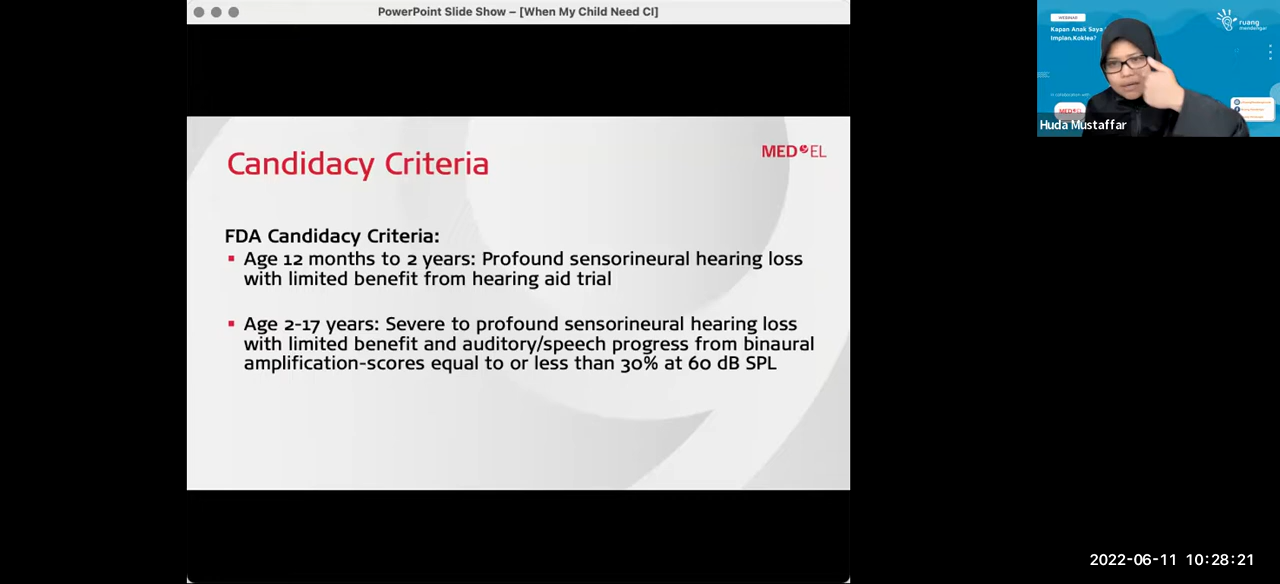 PowerPoint Slide Show – [When My Child Need CI]
Candidacy Criteria
MED EL
FDA Candidacy Criteria:
Age 12 months to 2 years: Profound sensorineural hearing loss
with limited benefit from hearing aid trial
Age 2-17 years: Severe to profound sensorineural hearing loss
with limited benefit and auditory/speech progress from binaural
amplification-scores equal to or less than 30% at 60 dB SPL
WEBINAR
Kapan Anak Saya
Implan Koklea?
ruang
mendengar
MED EL
Huda Mustaffar
2022-06-11 10:28:21